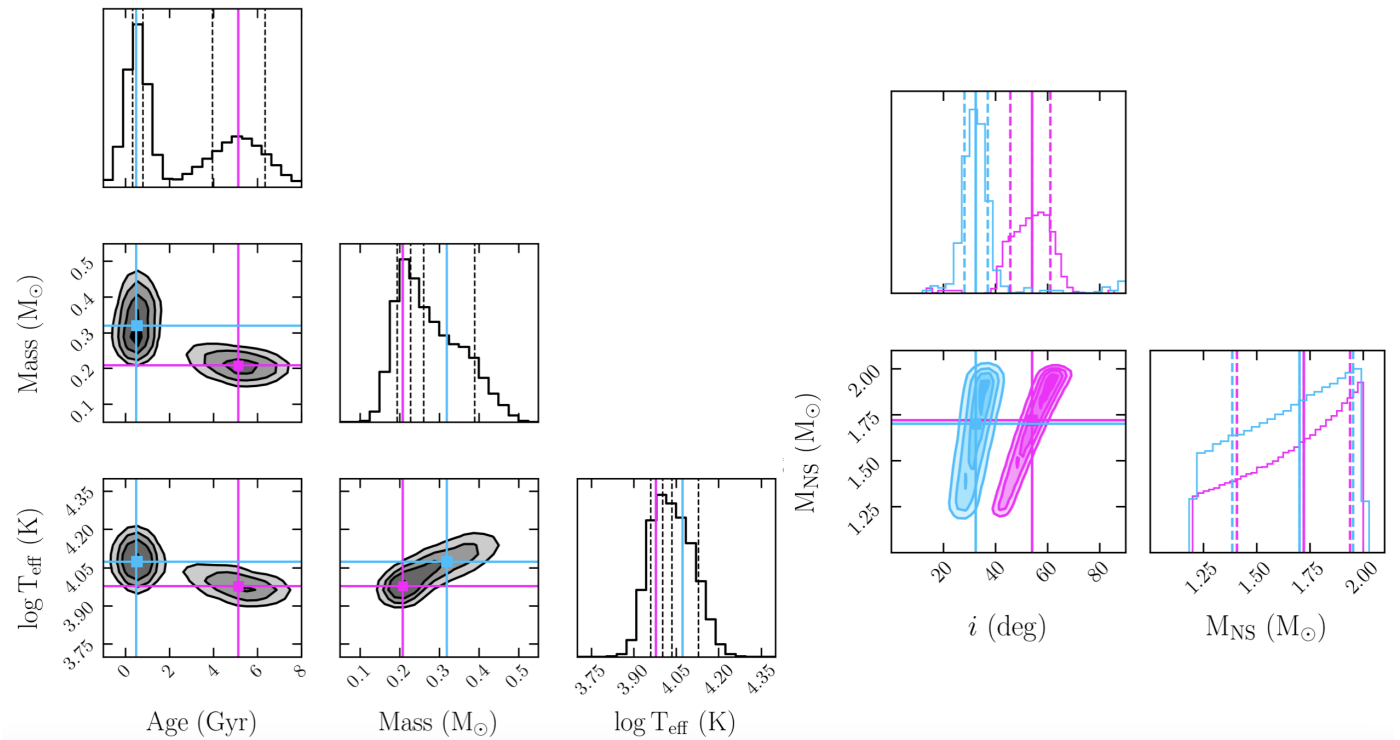 Mass (M⊙)
0.5
0.4
0.3
0.2
0.1
log Teff (K)
4.35
4.20
4.05
3.90
3.75
0 2 4 6 8
Age (Gyr)
0.1 0.2 0.3 0.4 0.5
Mass (M⊙)
3.75 3.90 4.05 4.20 4.35
log Teff (K)
MNS (M⊙)
2.00
1.75
1.50
1.25
20 40 60 80
i (deg)
1.25 1.50 1.75 2.00
MNS (M⊙)